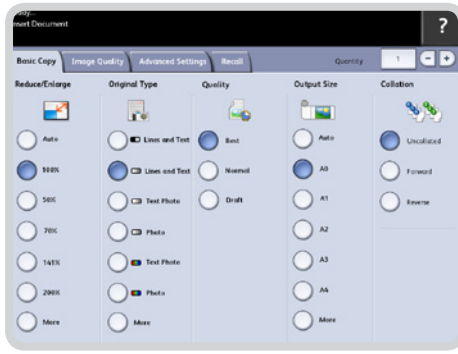 Ready...
Insert Document
?
Basic Copy Image Quality Advanced Settings Recall Quantity 1 - +
Reduce/Enlarge Original Type Quality Output Size Collation
Auto Lines and Text Best Auto Uncollated
100% Lines and Text Normal A0 Forward
50% Text Photo Draft A1 Reverse
70% Photo A2
141% Text Photo A3
200% Photo A4
More More More